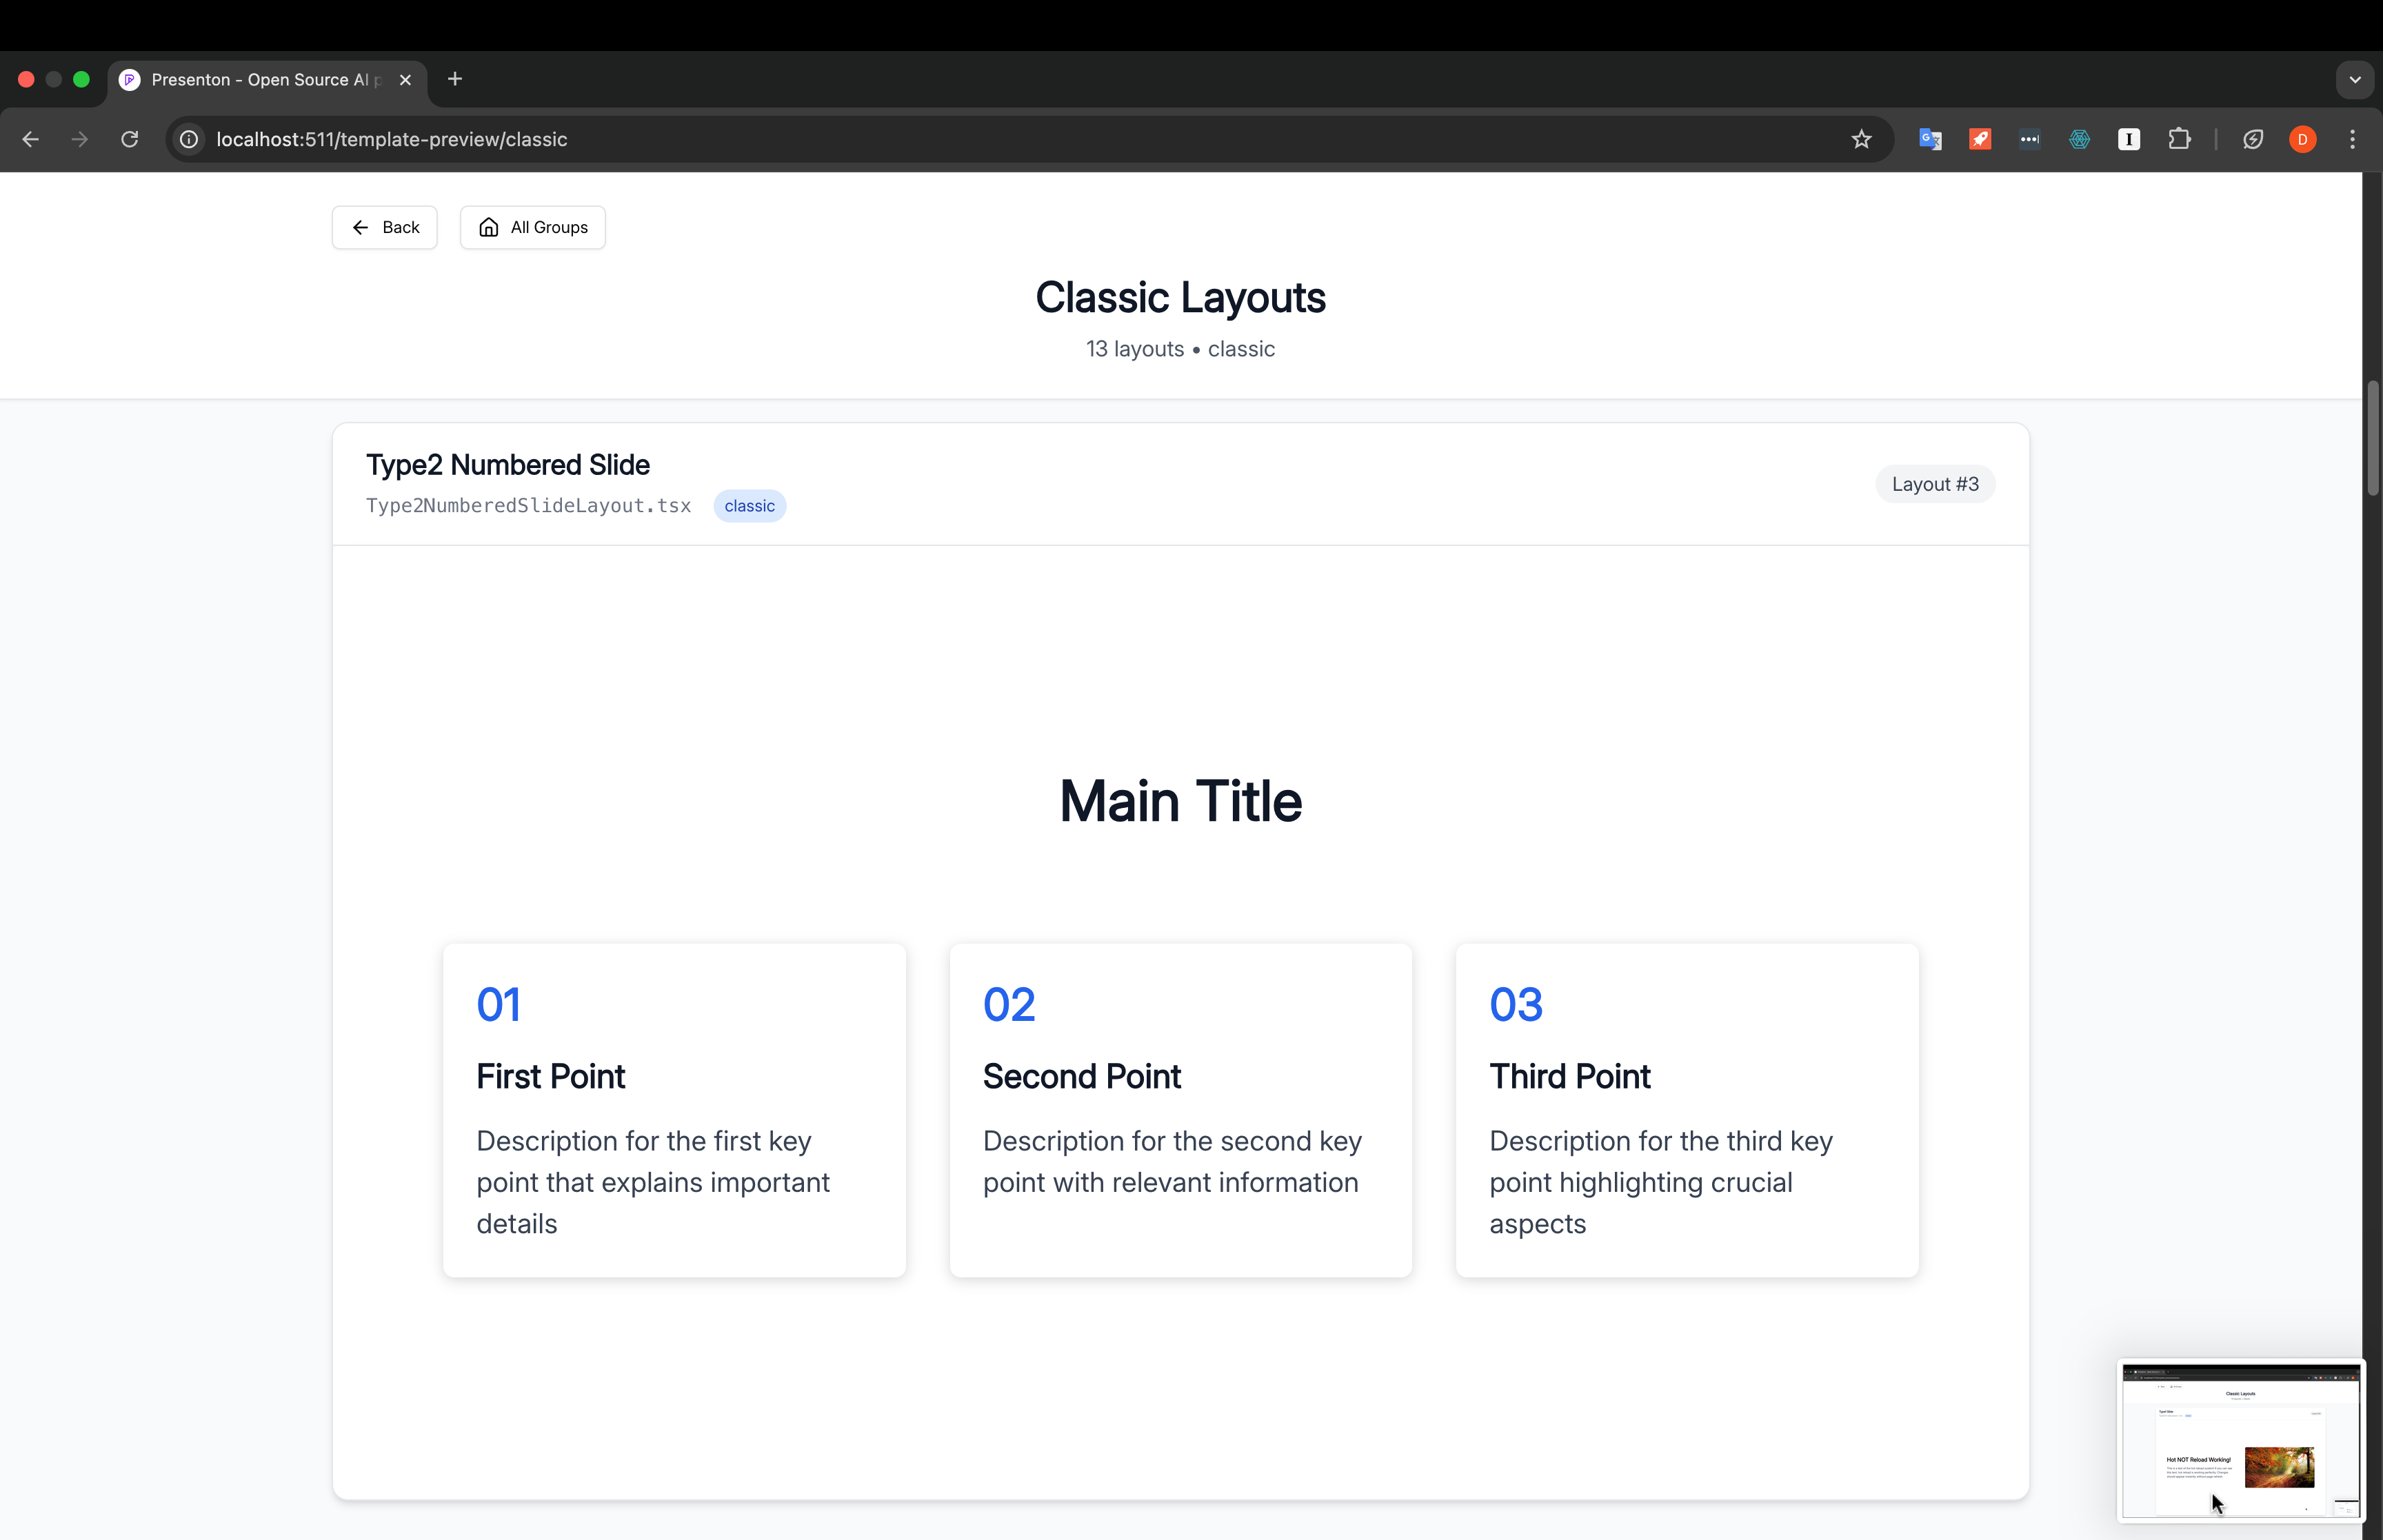 Presenton - Open Source AI
localhost:511/template-preview/classic
D
Back
All Groups
Classic Layouts
13 layouts • classic
Type2 Numbered Slide
Type2NumberedSlideLayout.tsx
classic
Layout #3
Main Title
01
First Point
Description for the first key
point that explains important
details
02
Second Point
Description for the second key
point with relevant information
03
Third Point
Description for the third key
point highlighting crucial
aspects
Classic Layouts
Hot NOT Reload Working!